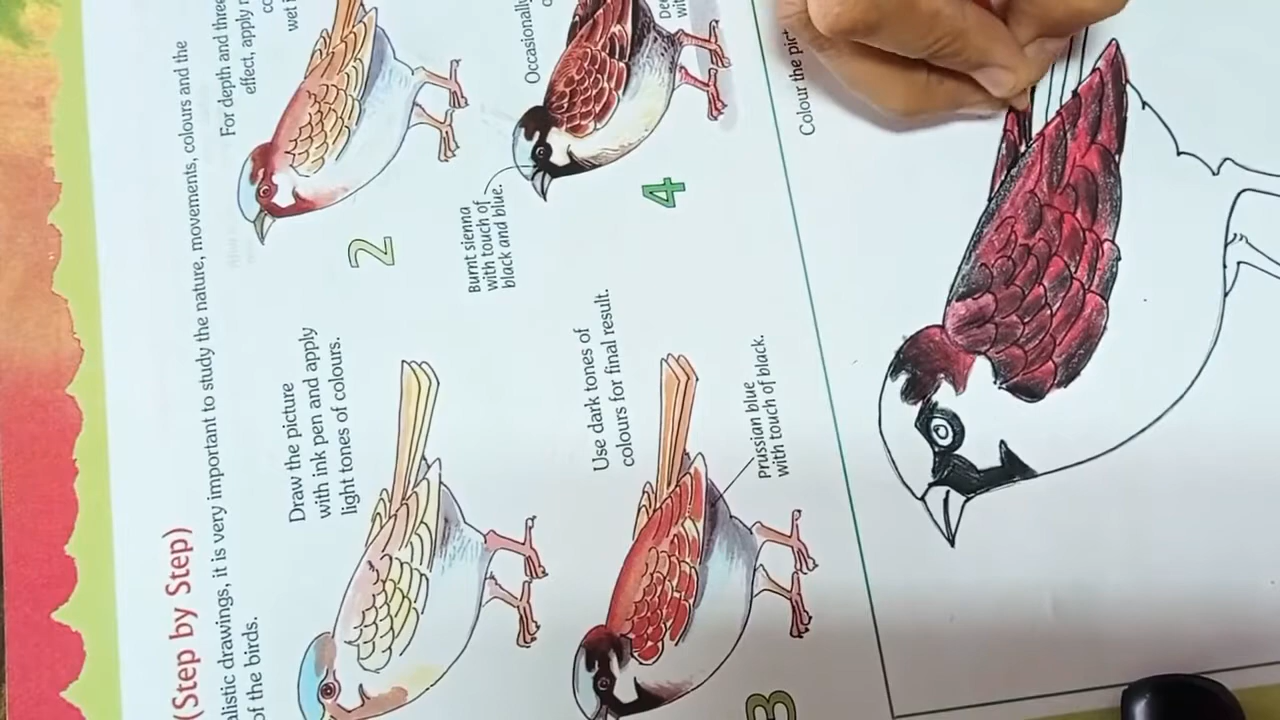 (Step by Step)
drawings, it is very important to study the nature, movements, colours and the
of the birds.
Draw the picture
with ink pen and apply
light tones of colours.
For depth and three
effect, apply
wet
2
Use dark tones of
colours for final result.
Prussian blue
with touch of black.
3
Occasionally
Burnt sienna
with touch of
black and blue.
4
Colour the